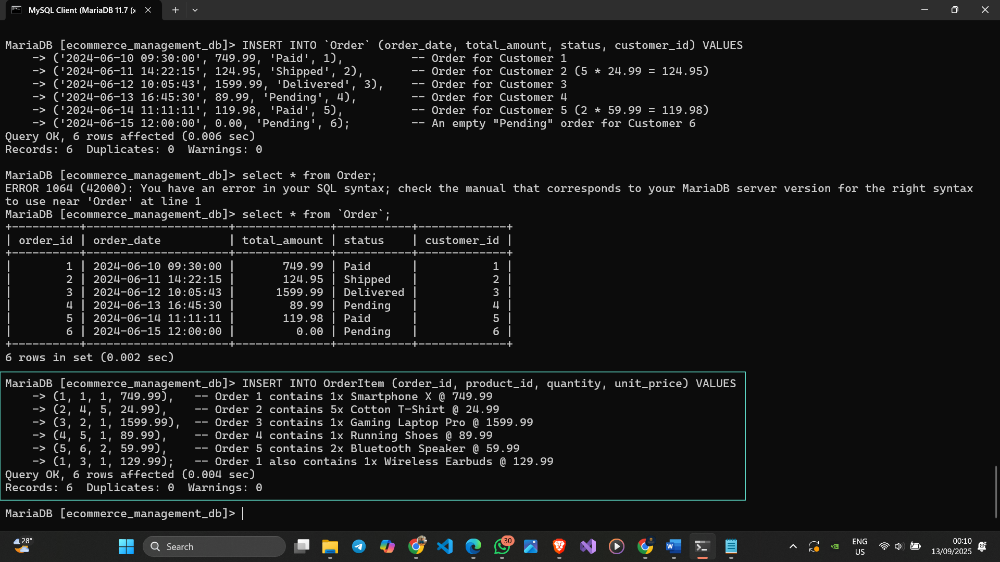 MySQL Client (MariaDB 11.7 (x
MariaDB [ecommerce_management_db]> INSERT INTO `Order` (order_date, total_amount, status, customer_id) VALUES
    -> ('2024-06-10 09:30:00', 749.99, 'Paid', 1),          -- Order for Customer 1
    -> ('2024-06-11 14:22:15', 124.95, 'Shipped', 2),       -- Order for Customer 2 (5 * 24.99 = 124.95)
    -> ('2024-06-12 10:05:43', 1599.99, 'Delivered', 3),    -- Order for Customer 3
    -> ('2024-06-13 16:45:30', 89.99, 'Pending', 4),        -- Order for Customer 4
    -> ('2024-06-14 11:11:11', 119.98, 'Paid', 5),          -- Order for Customer 5 (2 * 59.99 = 119.98)
    -> ('2024-06-15 12:00:00', 0.00, 'Pending', 6);         -- An empty "Pending" order for Customer 6
Query OK, 6 rows affected (0.006 sec)
Records: 6  Duplicates: 0  Warnings: 0
MariaDB [ecommerce_management_db]> select * from Order;
ERROR 1064 (42000): You have an error in your SQL syntax; check the manual that corresponds to your MariaDB server version for the right syntax
to use near 'Order' at line 1
MariaDB [ecommerce_management_db]> select * from `Order`;
+----------+---------------------+--------------+-----------+-------------+
| order_id | order_date          | total_amount | status    | customer_id |
+----------+---------------------+--------------+-----------+-------------+
|        1 | 2024-06-10 09:30:00 |       749.99 | Paid      |           1 |
|        2 | 2024-06-11 14:22:15 |       124.95 | Shipped   |           2 |
|        3 | 2024-06-12 10:05:43 |      1599.99 | Delivered |           3 |
|        4 | 2024-06-13 16:45:30 |        89.99 | Pending   |           4 |
|        5 | 2024-06-14 11:11:11 |       119.98 | Paid      |           5 |
|        6 | 2024-06-15 12:00:00 |         0.00 | Pending   |           6 |
+----------+---------------------+--------------+-----------+-------------+
6 rows in set (0.002 sec)
MariaDB [ecommerce_management_db]> INSERT INTO OrderItem (order_id, product_id, quantity, unit_price) VALUES
    -> (1, 1, 1, 749.99),   -- Order 1 contains 1x Smartphone X @ 749.99
    -> (2, 4, 5, 24.99),    -- Order 2 contains 5x Cotton T-Shirt @ 24.99
    -> (3, 2, 1, 1599.99),  -- Order 3 contains 1x Gaming Laptop Pro @ 1599.99
    -> (4, 5, 1, 89.99),    -- Order 4 contains 1x Running Shoes @ 89.99
    -> (5, 6, 2, 59.99),    -- Order 5 contains 2x Bluetooth Speaker @ 59.99
    -> (1, 3, 1, 129.99);   -- Order 1 also contains 1x Wireless Earbuds @ 129.99
Query OK, 6 rows affected (0.004 sec)
Records: 6  Duplicates: 0  Warnings: 0
MariaDB [ecommerce_management_db]>
28°
Search
30
ENG
US
00:10
13/09/2025